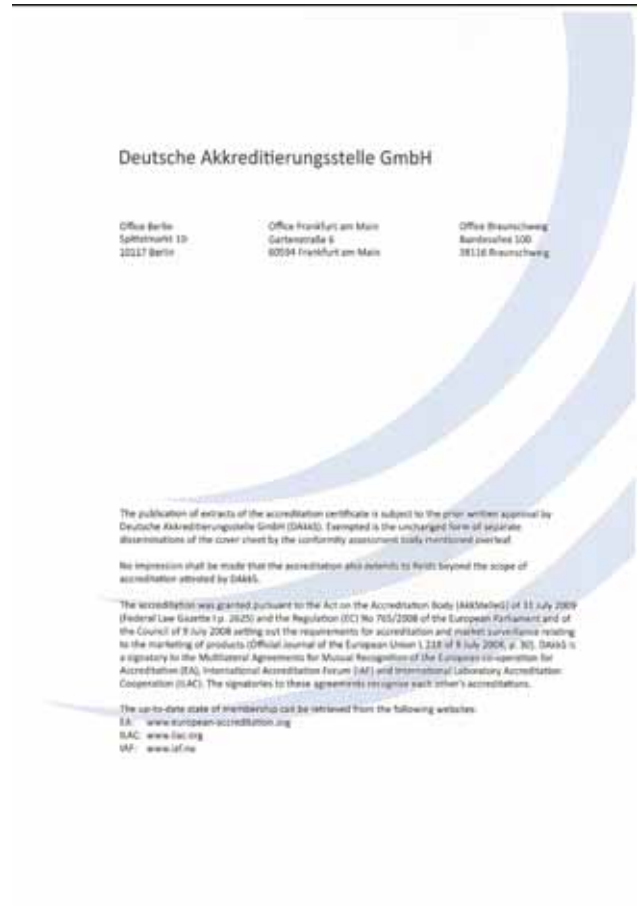 Deutsche Akkreditierungsstelle GmbH
Office Berlin
Spittelmarkt 10
10117 Berlin
Office Frankfurt am Main
Gartenstraße 6
60594 Frankfurt am Main
Office Braunschweig
Bundesallee 100
38116 Braunschweig
The publication of extracts of the accreditation certificate is subject to the prior written approval by
Deutsche Akkreditierungsstelle GmbH (DAkkS). Exempted is the unchanged form of separate
disseminations of the cover sheet by the conformity assessment body mentioned overleaf.
No impression shall be made that the accreditation also extends to fields beyond the scope of
accreditation attested by DAkkS.
The accreditation was granted pursuant to the Act on the Accreditation Body (AkkStelleG) of 31 July 2009
(Federal Law Gazette I p. 2625) and the Regulation (EC) No 765/2008 of the European Parliament and of
the Council of 9 July 2008 setting out the requirements for accreditation and market surveillance relating
to the marketing of products (Official Journal of the European Union L 218 of 9 July 2008, p. 30). DAkkS is
a signatory to the Multilateral Agreements for Mutual Recognition of the European co-operation for
Accreditation (EA), International Accreditation Forum (IAF) and International Laboratory Accreditation
Cooperation (ILAC). The signatories to these agreements recognise each other's accreditations.
The up-to-date state of membership can be retrieved from the following websites:
EA: www.european-accreditation.org
ILAC: www.ilac.org
IAF: www.iaf.nu